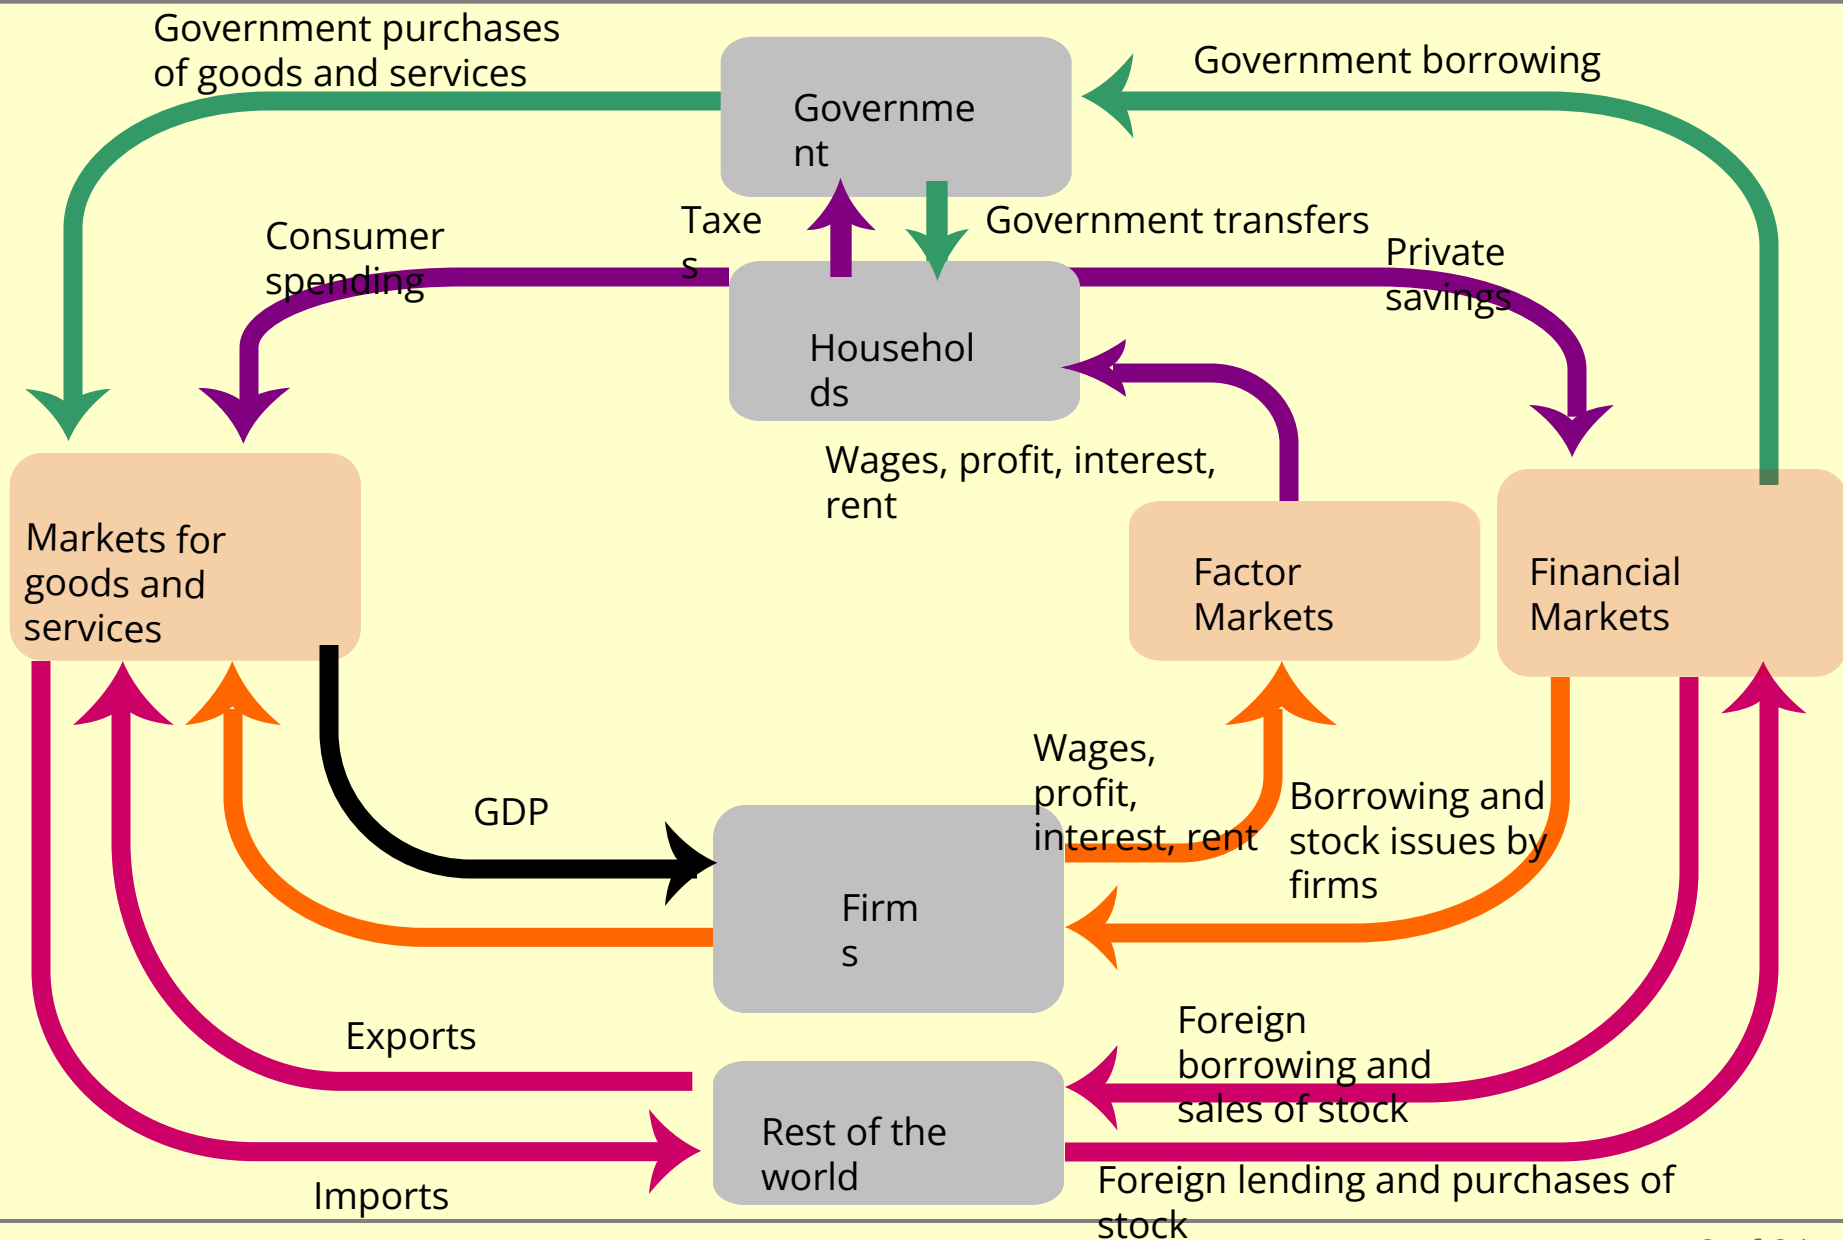 Government purchases
of goods and services
Government borrowing
Governme
nt
Taxe
s
Government transfers
Consumer
spending
Private
savings
Househol
ds
Wages, profit, interest,
rent
Markets for
goods and
services
Factor
Markets
Financial
Markets
GDP
Wages,
profit,
interest, rent
Borrowing and
stock issues by
firms
Firm
s
Exports
Foreign
borrowing and
sales of stock
Rest of the
world
Imports
Foreign lending and purchases of
stock